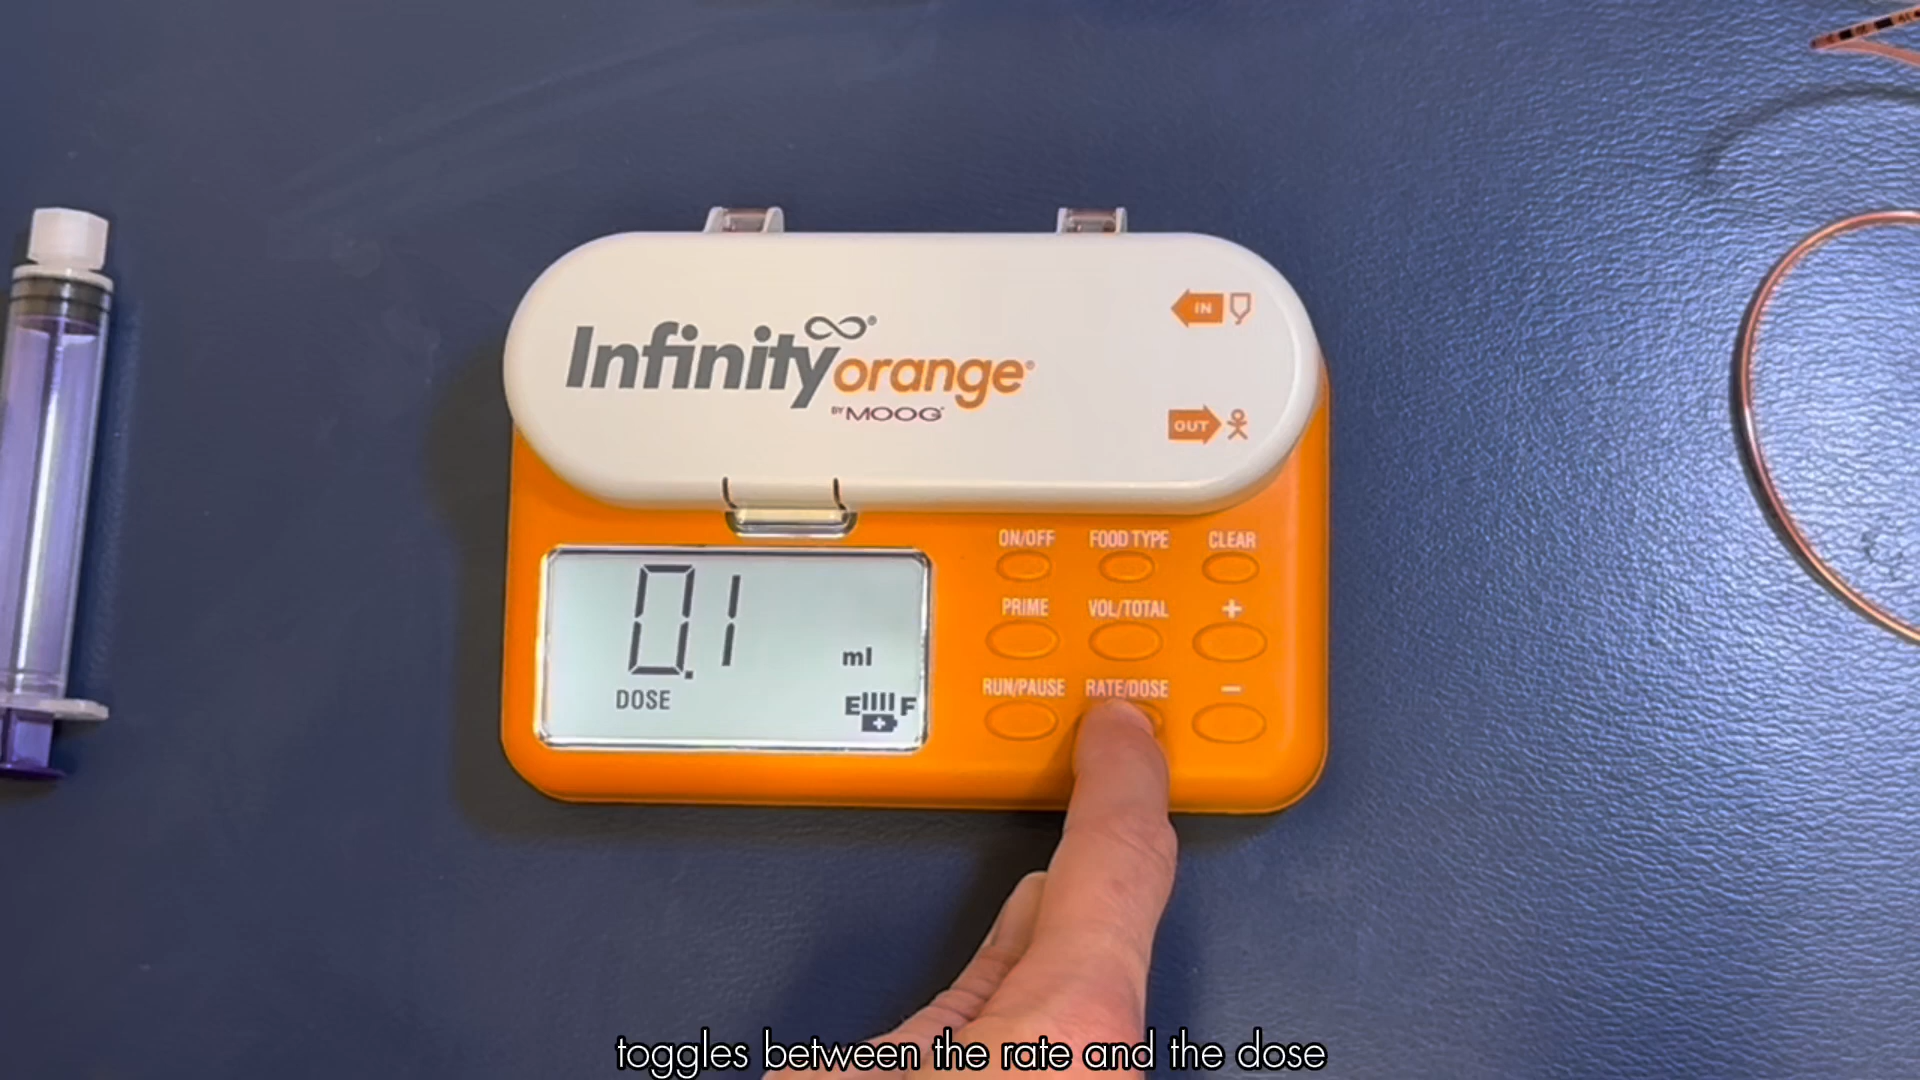 IN
Infinity®
orange®
BY MOOG®
OUT
ON/OFF FOOD TYPE CLEAR
PRIME VOL/TOTAL +
RUN/PAUSE RATE/DOSE −
0.1 ml
DOSE
E F
toggles between the rate and the dose